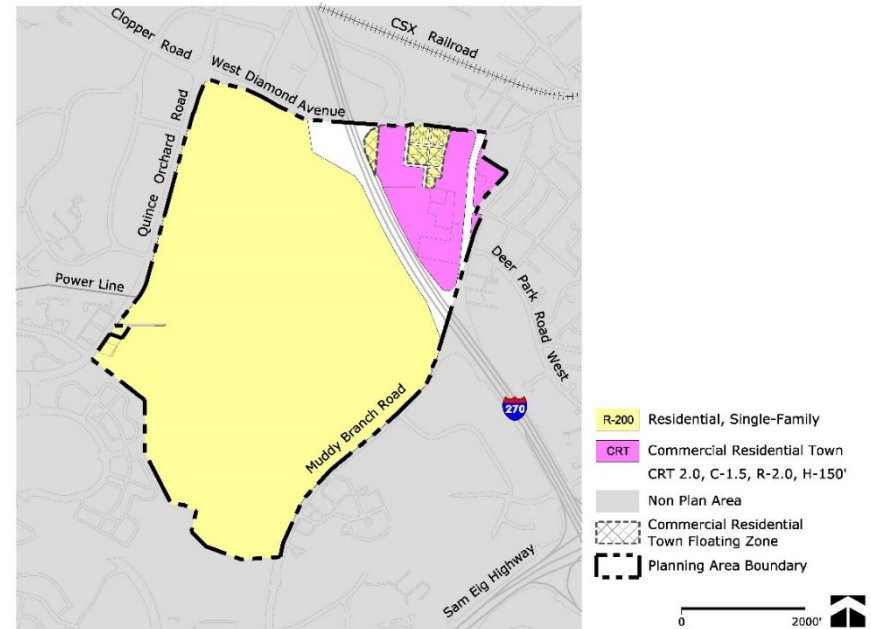 Clopper Road
CSX Railroad
West Diamond Avenue
Quince Orchard Road
Power Line
Deer Park Road West
Muddy Branch Road
270
Sam Eig Highway
R-200 Residential, Single-Family
CRT Commercial Residential Town
CRT 2.0, C-1.5, R-2.0, H-150'
Non Plan Area
Commercial Residential
Town Floating Zone
Planning Area Boundary
0 2000'